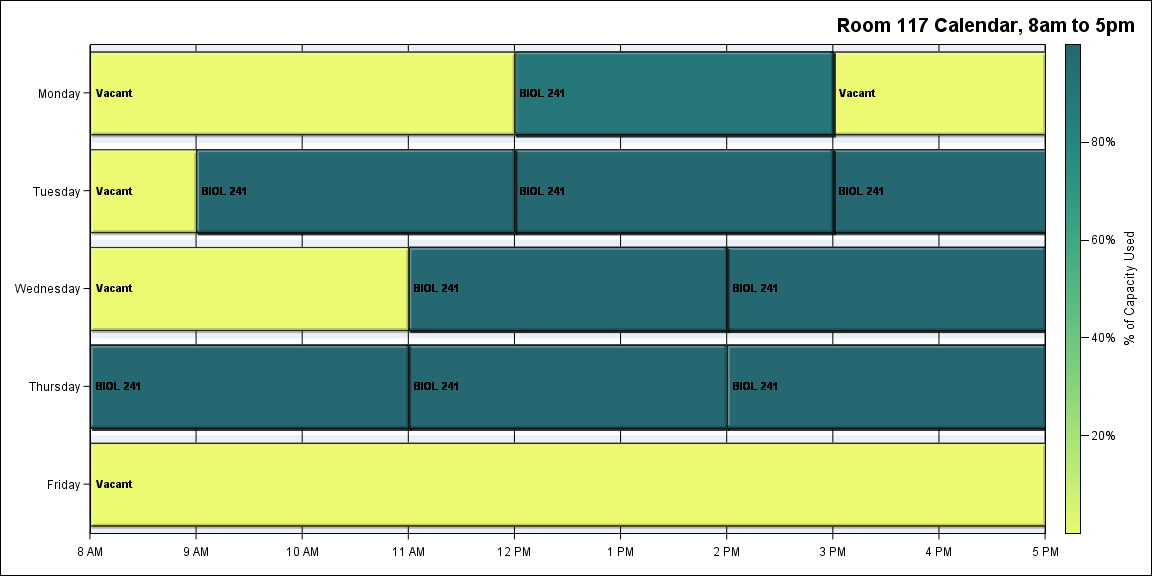 Room 117 Calendar, 8am to 5pm
Monday
Vacant
BIOL 241
Vacant
Tuesday
Vacant
BIOL 241
BIOL 241
BIOL 241
Wednesday
Vacant
BIOL 241
BIOL 241
Thursday
BIOL 241
BIOL 241
BIOL 241
Friday
Vacant
8 AM
9 AM
10 AM
11 AM
12 PM
1 PM
2 PM
3 PM
4 PM
5 PM
80%
60%
40%
20%
% of Capacity Used